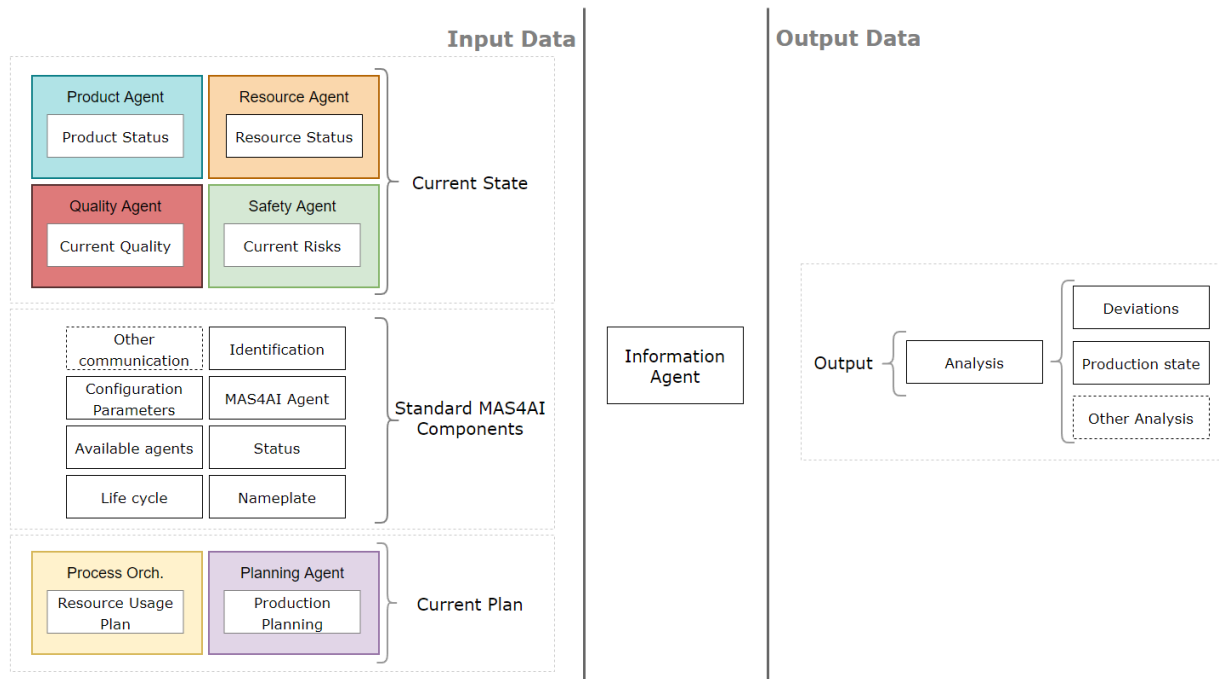 Input Data
Output Data
Product Agent
Product Status
Resource Agent
Resource Status
Quality Agent
Current Quality
Safety Agent
Current Risks
Current State
Other
communication
Identification
Configuration
Parameters
MAS4AI Agent
Available agents
Status
Life cycle
Nameplate
Standard MAS4AI
Components
Process Orch.
Resource Usage
Plan
Planning Agent
Production
Planning
Current Plan
Information
Agent
Output
Analysis
Deviations
Production state
Other Analysis